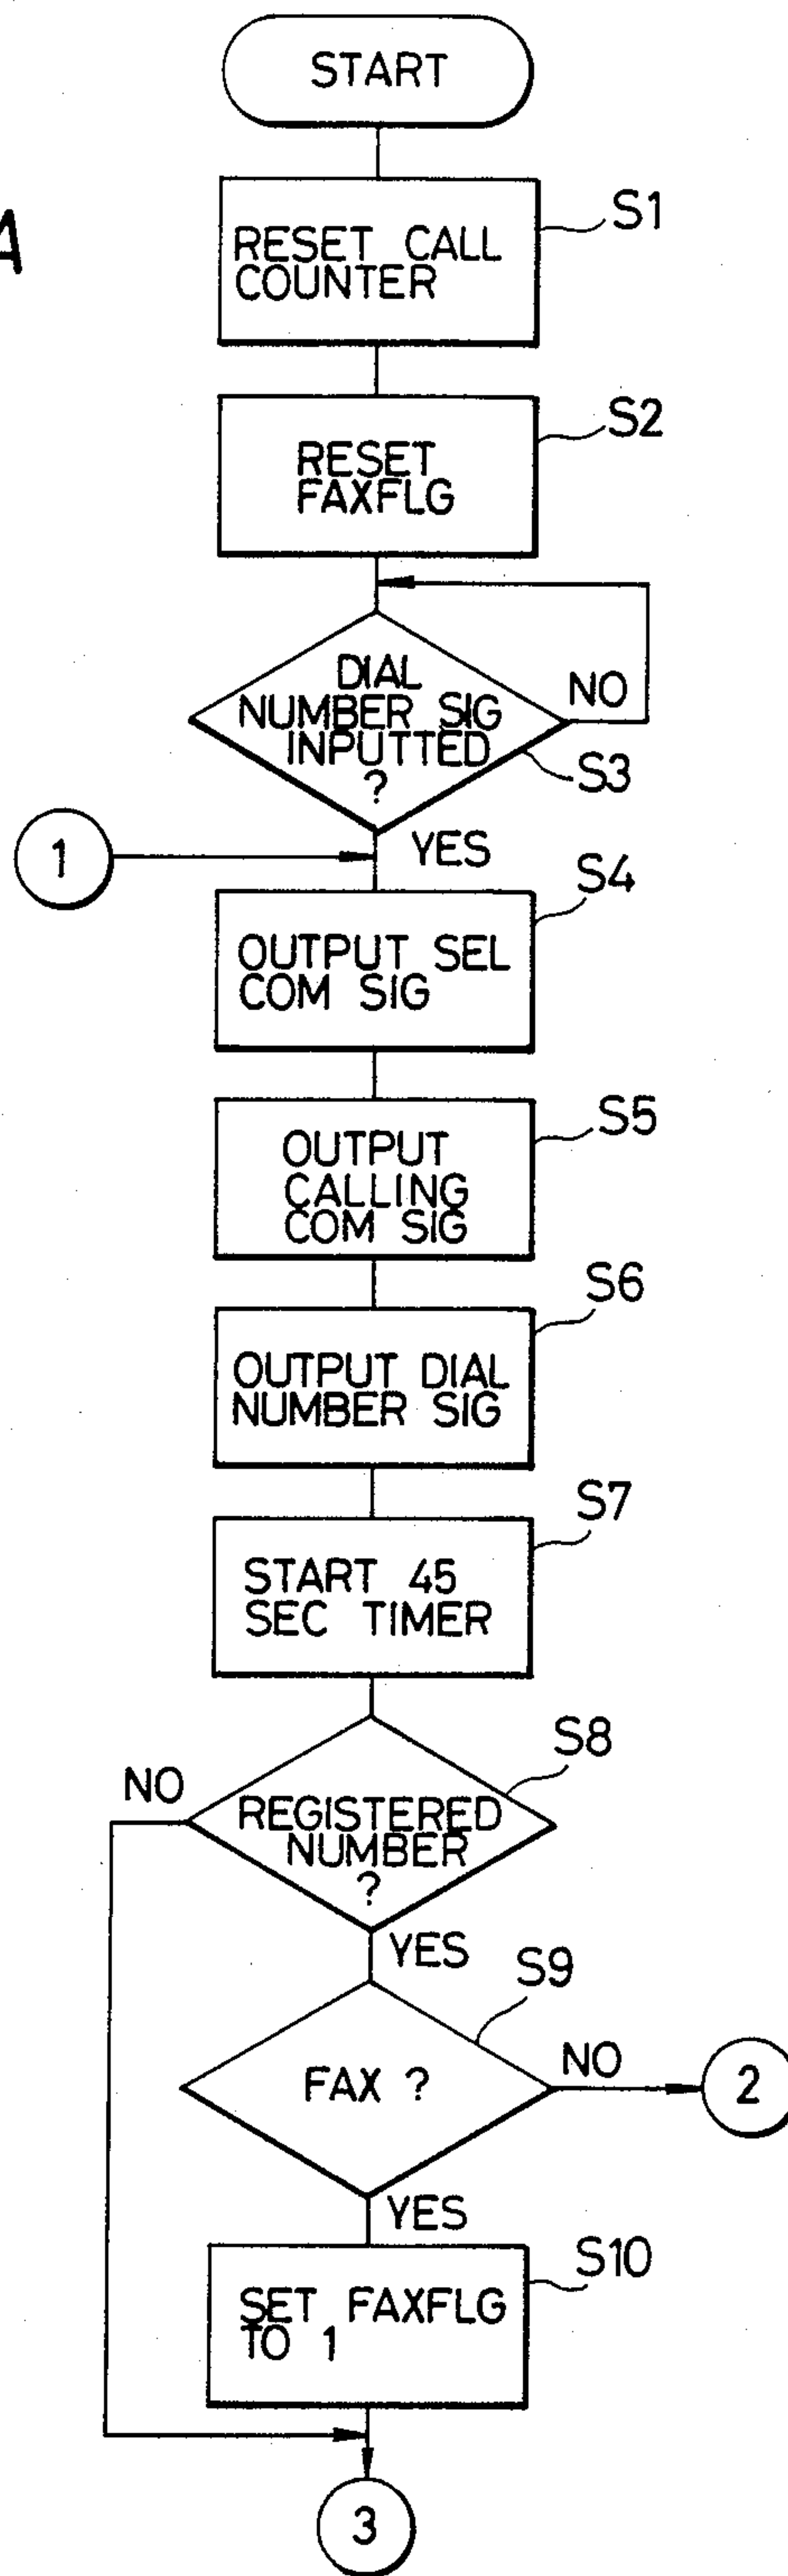 START
A
S1
RESET CALL
COUNTER
S2
RESET
FAXFLG
DIAL
NUMBER SIG
INPUTTED
?
NO
S3
1
YES
S4
OUTPUT SEL
COM SIG
S5
OUTPUT
CALLING
COM SIG
S6
OUTPUT DIAL
NUMBER SIG
S7
START 45
SEC TIMER
S8
NO
REGISTERED
NUMBER
?
YES
S9
FAX ?
NO
2
YES
S10
SET FAXFLG
TO 1
3